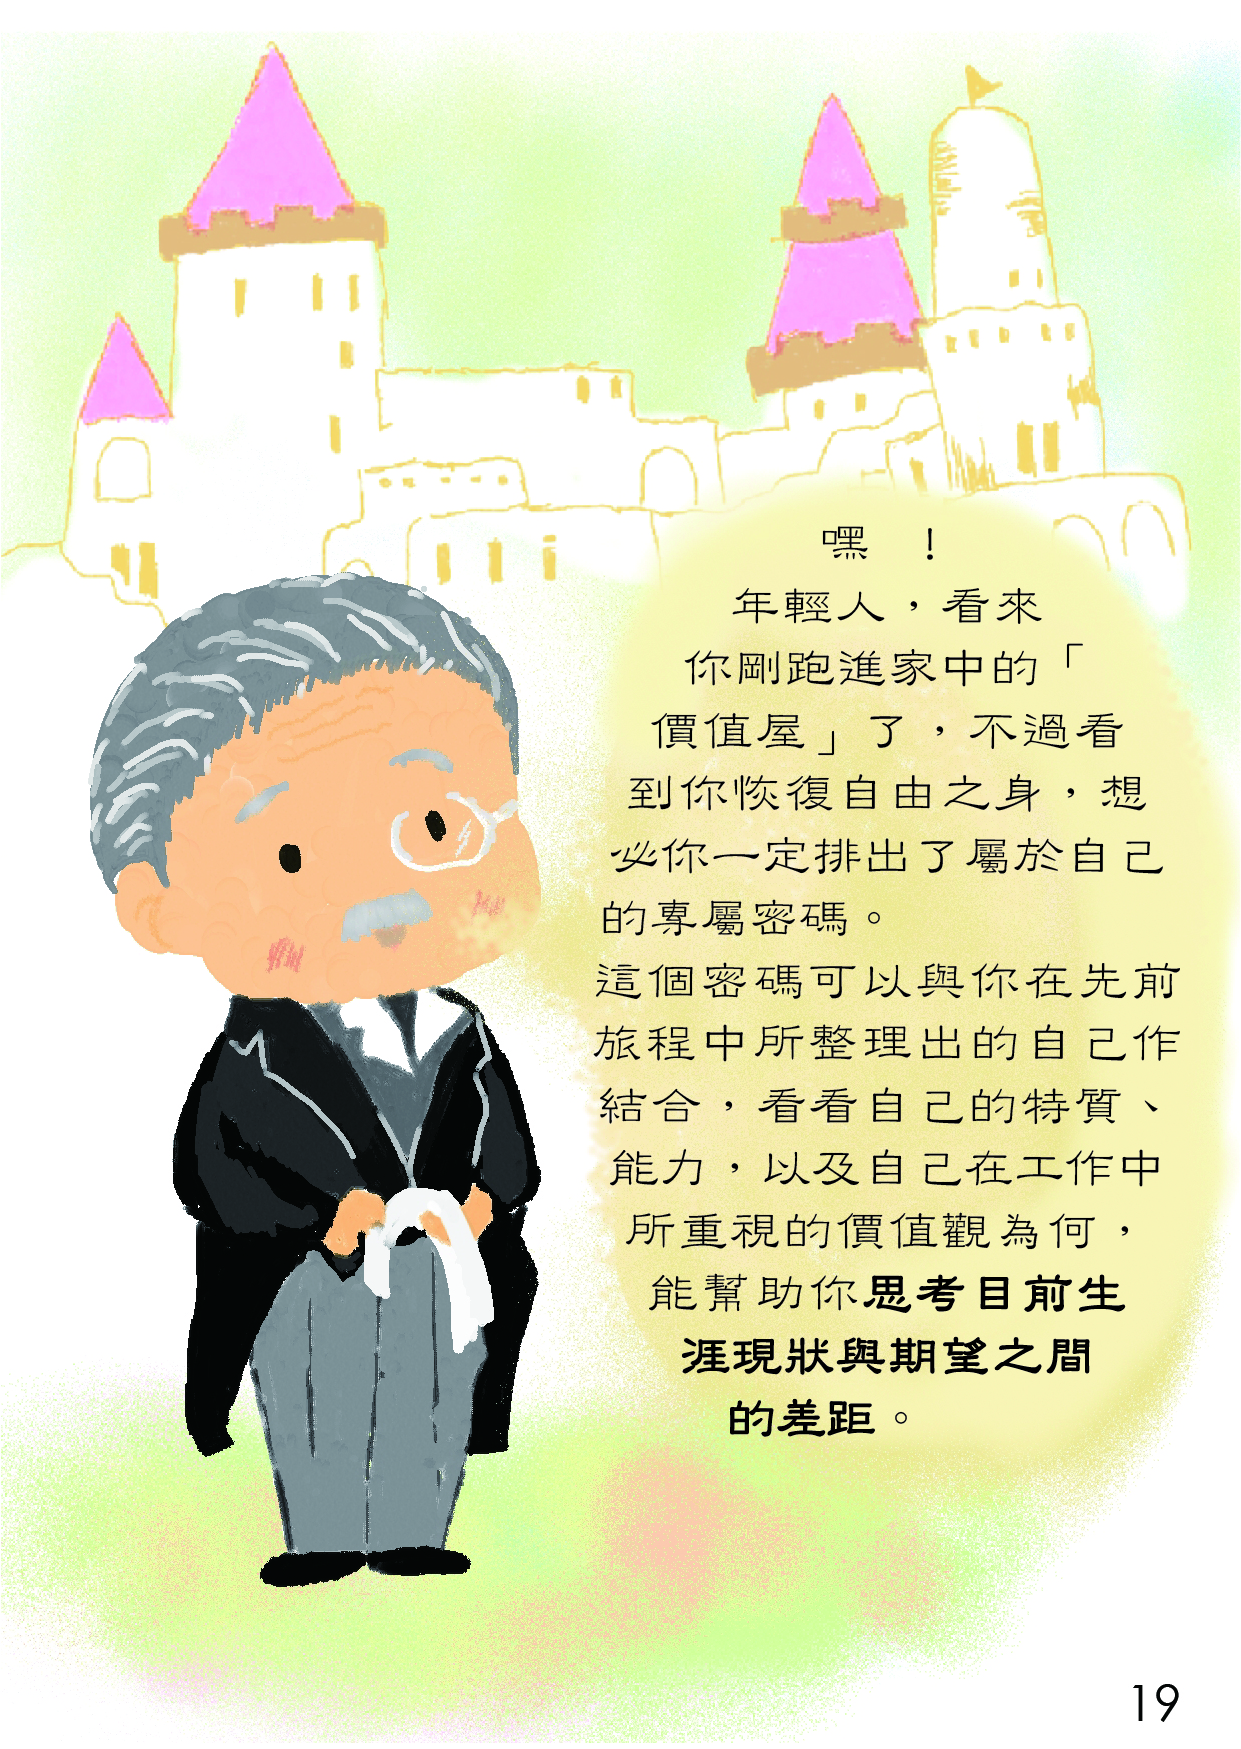 嘿　！
年輕人，看來
你剛跑進家中的「
價值屋」了，不過看
到你恢復自由之身，想
必你一定排出了屬於自己
的專屬密碼。
這個密碼可以與你在先前
旅程中所整理出的自己作
結合，看看自己的特質、
能力，以及自己在工作中
所重視的價值觀為何，
能幫助你思考目前生
涯現狀與期望之間
的差距。
19